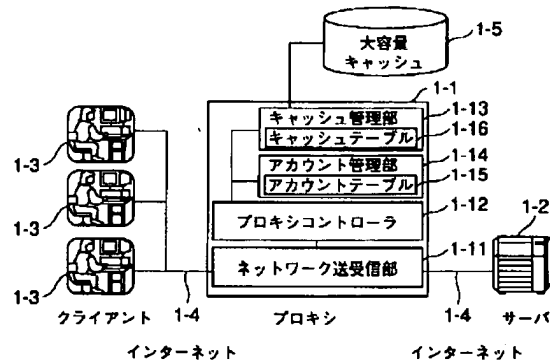 大容量
キャッシュ
1-5
1-1
キャッシュ管理部
1-13
キャッシュテーブル
1-16
アカウント管理部
1-14
アカウントテーブル
1-15
プロキシコントローラ
1-12
ネットワーク送受信部
1-11
1-3
1-3
1-3
1-2
1-4
1-4
クライアント
プロキシ
サーバ
インターネット
インターネット